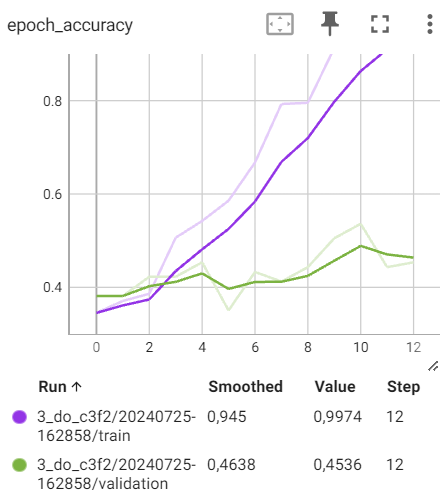 epoch_accuracy
0.8
0.6
0.4
0 2 4 6 8 10 12
Run ↑ Smoothed Value Step
3_do_c3f2/20240725- 0,945 0,9974 12
162858/train
3_do_c3f2/20240725- 0,4638 0,4536 12
162858/validation